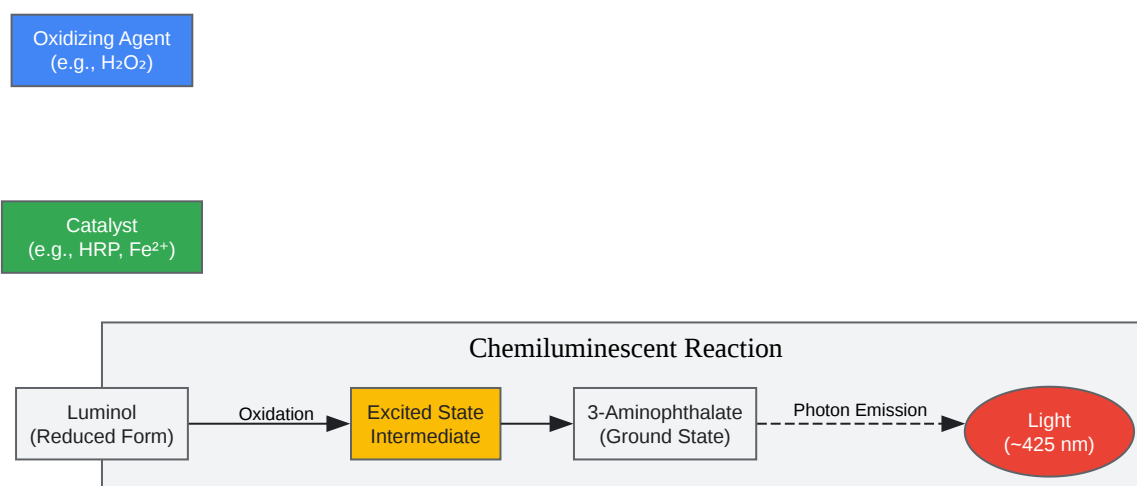 Oxidizing Agent
(e.g., H₂O₂)
Catalyst
(e.g., HRP, Fe²⁺)
Chemiluminescent Reaction
Luminol
(Reduced Form)
Oxidation
Excited State
Intermediate
3-Aminophthalate
(Ground State)
Photon Emission
Light
(~425 nm)